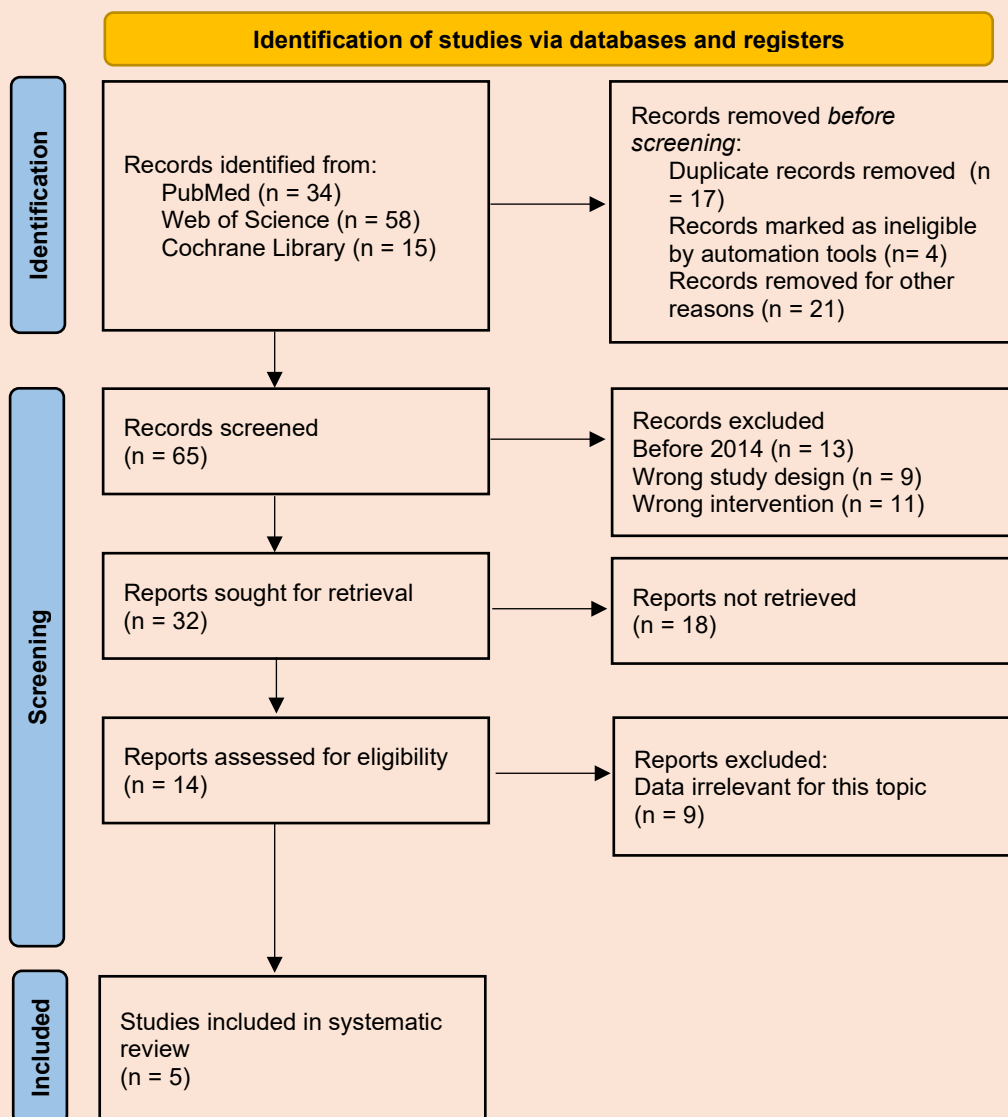 Identification of studies via databases and registers
Identification
Records identified from:
PubMed (n = 34)
Web of Science (n = 58)
Cochrane Library (n = 15)
Records removed before
screening:
Duplicate records removed (n
= 17)
Records marked as ineligible
by automation tools (n= 4)
Records removed for other
reasons (n = 21)
Screening
Records screened
(n = 65)
Records excluded
Before 2014 (n = 13)
Wrong study design (n = 9)
Wrong intervention (n = 11)
Reports sought for retrieval
(n = 32)
Reports not retrieved
(n = 18)
Reports assessed for eligibility
(n = 14)
Reports excluded:
Data irrelevant for this topic
(n = 9)
Included
Studies included in systematic
review
(n = 5)